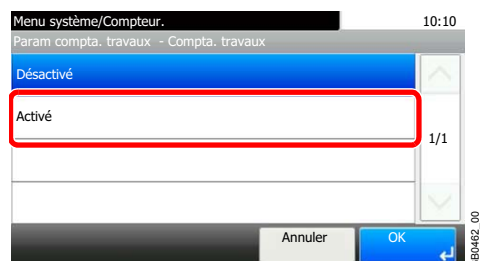 Menu système/Compteur. 10:10
Param compta. travaux - Compta. travaux
Désactivé
Activé
1/1
Annuler OK
B0462_00